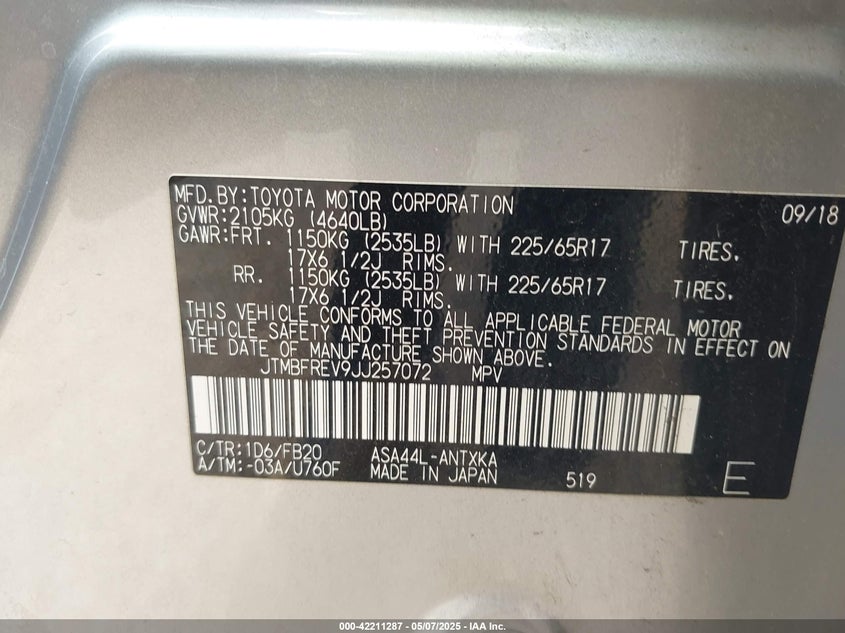 MFD.BY:TOYOTA MOTOR CORPORATION 09/18
GVWR:2105KG (4640LB)
GAWR:FRT. 1150KG (2535LB) WITH 225/65R17 TIRES.
17X6 1/2J RIMS.
RR. 1150KG (2535LB) WITH 225/65R17 TIRES.
17X6 1/2J RIMS.
THIS VEHICLE CONFORMS TO ALL APPLICABLE FEDERAL MOTOR
VEHICLE SAFETY AND THEFT PREVENTION STANDARDS IN EFFECT ON
THE DATE OF MANUFACTURE SHOWN ABOVE.
JTMBFREV9JJ257072 MPV
C/TR:1D6/FB20 ASA44L-ANTXKA
A/TM:-03A/U760F MADE IN JAPAN 519 E
000-42211287 - 05/07/2025 - IAA Inc.